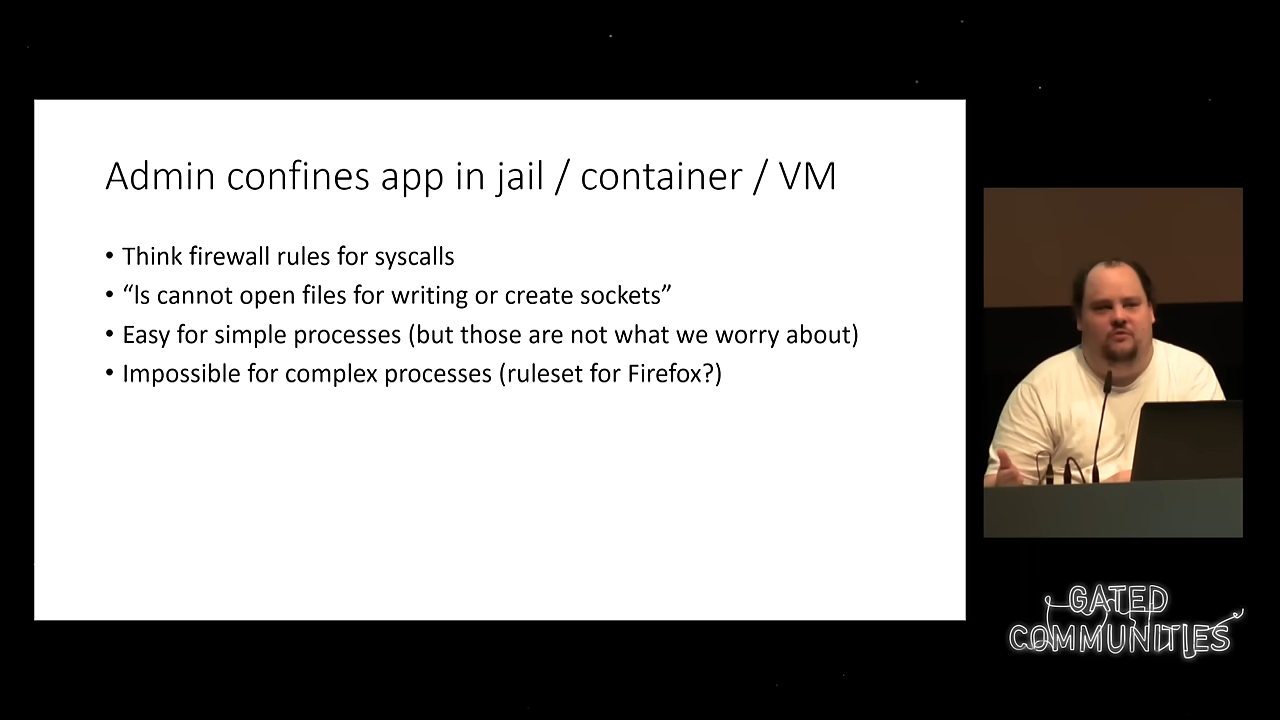 Admin confines app in jail / container / VM
• Think firewall rules for syscalls
• “ls cannot open files for writing or create sockets”
• Easy for simple processes (but those are not what we worry about)
• Impossible for complex processes (ruleset for Firefox?)
GATED
COMMUNITIES